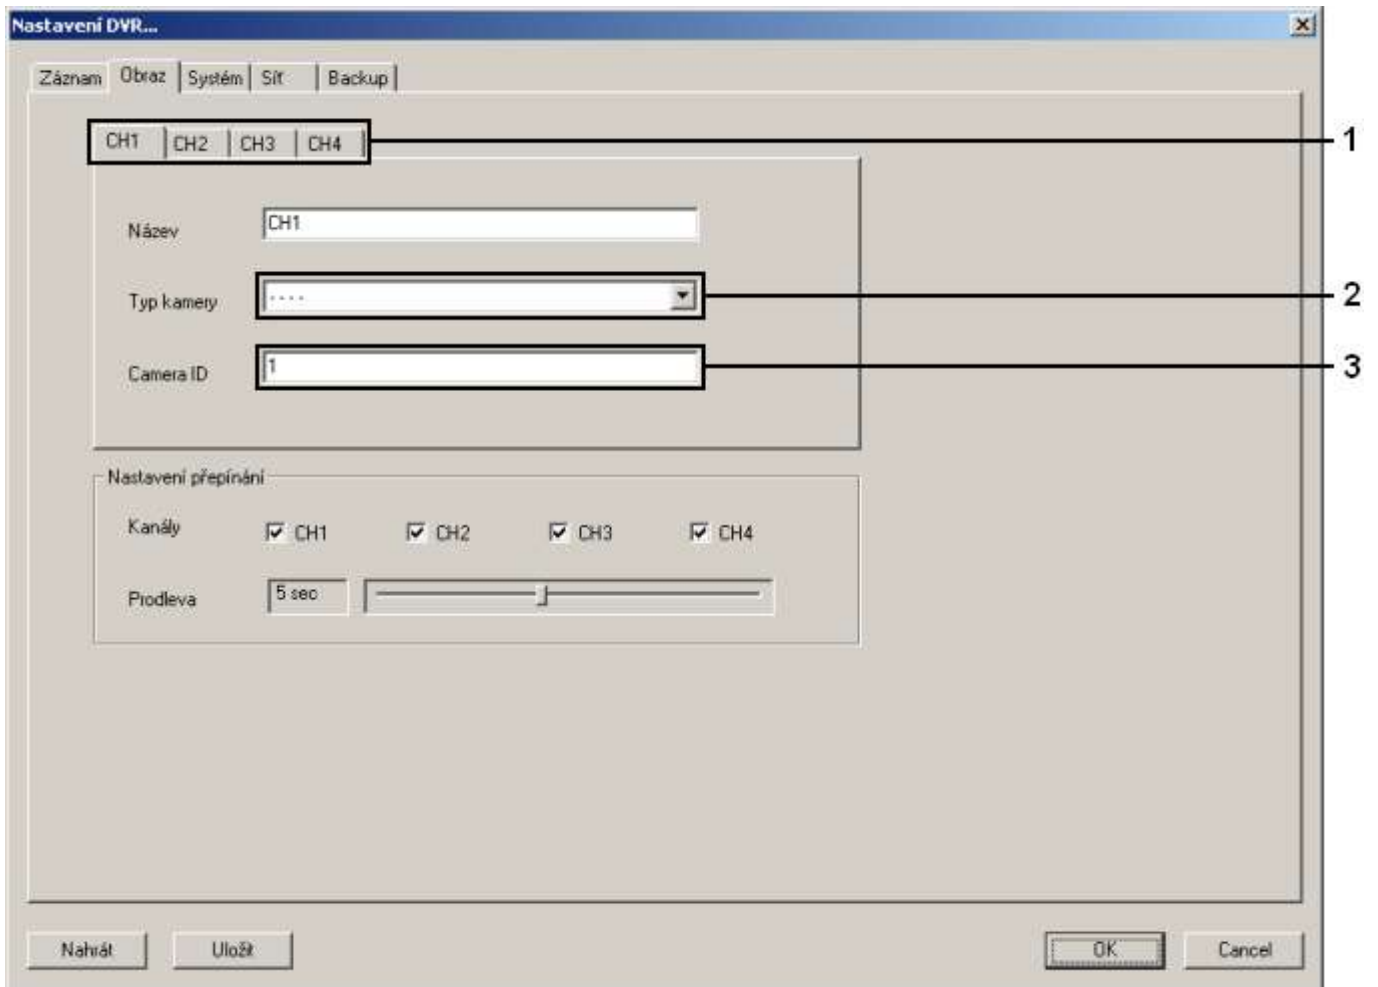 Nastavení DVR...
Záznam Obraz Systém Síť Backup
CH1 CH2 CH3 CH4 1
Název CH1
Typ kamery ---- 2
Camera ID 1 3
Nastavení přepínání
Kanály CH1 CH2 CH3 CH4
Prodleva 5 sec
Nahrát Uložit OK Cancel